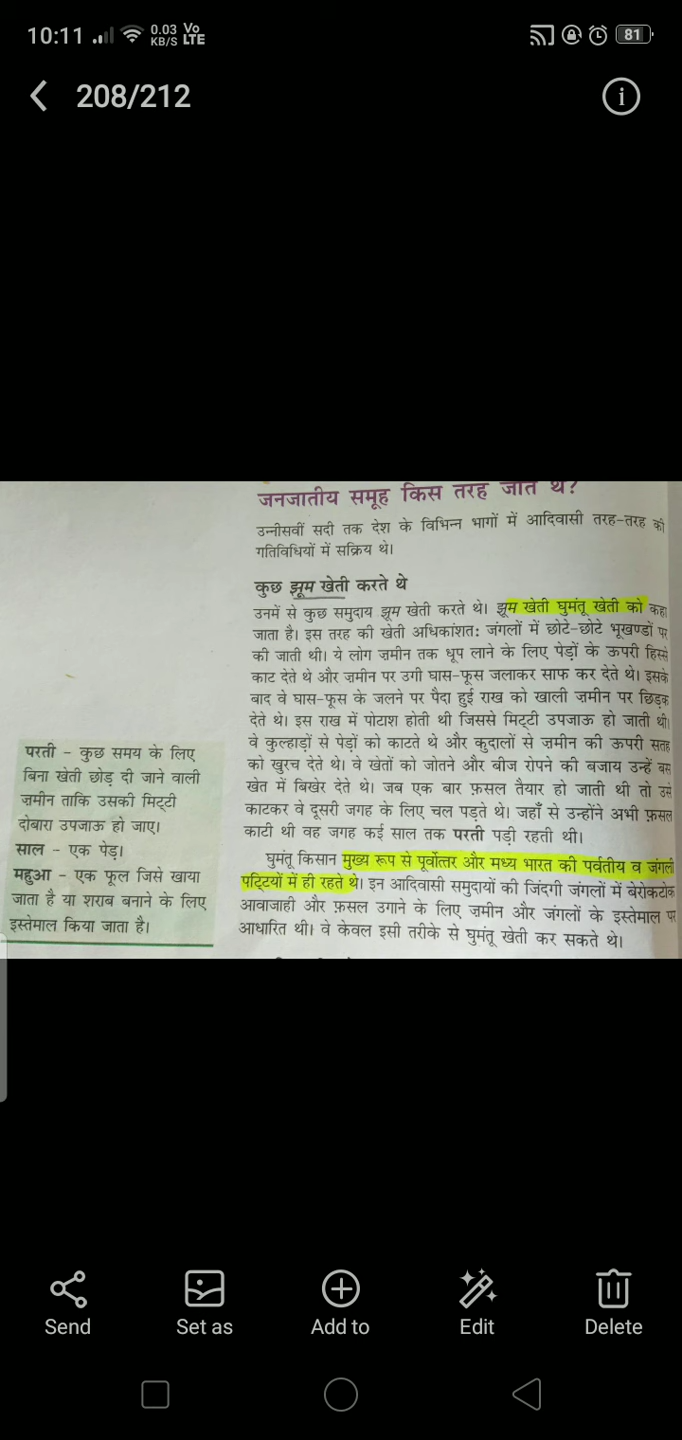 10:11 0.03 KB/S Vo LTE 81
208/212
जनजातीय समूह किस तरह जीते थे?
उन्नीसवीं सदी तक देश के विभिन्न भागों में आदिवासी तरह-तरह की
गतिविधियों में सक्रिय थे।
कुछ झूम खेती करते थे
उनमें से कुछ समुदाय झूम खेती करते थे। झूम खेती घुमंतू खेती को कहा
जाता है। इस तरह की खेती अधिकांशत: जंगलों में छोटे-छोटे भूखण्डों पर
की जाती थी। ये लोग ज़मीन तक धूप लाने के लिए पेड़ों के ऊपरी हिस्से
काट देते थे और ज़मीन पर उगी घास-फूस जलाकर साफ कर देते थे। इसके
बाद वे घास-फूस के जलने पर पैदा हुई राख को खाली ज़मीन पर छिड़क
देते थे। इस राख में पोटाश होती थी जिससे मिट्टी उपजाऊ हो जाती थी।
वे कुल्हाड़ों से पेड़ों को काटते थे और कुदालों से ज़मीन की ऊपरी सतह
को खुरच देते थे। वे खेतों को जोतने और बीज रोपने की बजाय उन्हें बस
खेत में बिखेर देते थे। जब एक बार फ़सल तैयार हो जाती थी तो उसे
काटकर वे दूसरी जगह के लिए चल पड़ते थे। जहाँ से उन्होंने अभी फ़सल
काटी थी वह जगह कई साल तक परती पड़ी रहती थी।
घुमंतू किसान मुख्य रूप से पूर्वोत्तर और मध्य भारत की पर्वतीय व जंगली
पट्टियों में ही रहते थे। इन आदिवासी समुदायों की जिंदगी जंगलों में बेरोकटोक
आवाजाही और फ़सल उगाने के लिए ज़मीन और जंगलों के इस्तेमाल पर
आधारित थी। वे केवल इसी तरीके से घुमंतू खेती कर सकते थे।
परती - कुछ समय के लिए
बिना खेती छोड़ दी जाने वाली
ज़मीन ताकि उसकी मिट्टी
दोबारा उपजाऊ हो जाए।
साल - एक पेड़।
महुआ - एक फूल जिसे खाया
जाता है या शराब बनाने के लिए
इस्तेमाल किया जाता है।
Send Set as Add to Edit Delete